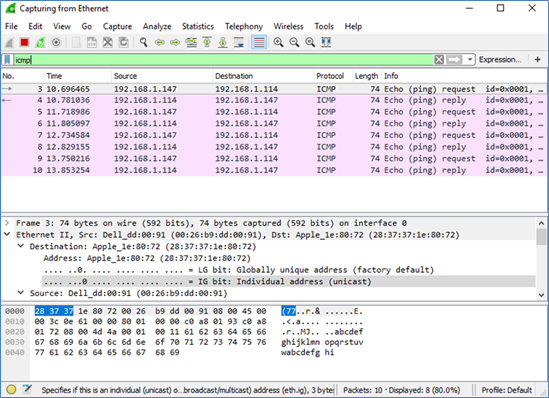 Capturing from Ethernet
File Edit View Go Capture Analyze Statistics Telephony Wireless Tools Help
icmp Expression... +
No. Time Source Destination Protocol Length Info
3 10.696465 192.168.1.147 192.168.1.114 ICMP 74 Echo (ping) request id=0x0001,
4 10.781036 192.168.1.147 192.168.1.114 ICMP 74 Echo (ping) reply id=0x0001,
5 11.718986 192.168.1.147 192.168.1.114 ICMP 74 Echo (ping) request id=0x0001,
6 11.805097 192.168.1.147 192.168.1.114 ICMP 74 Echo (ping) reply id=0x0001,
7 12.734584 192.168.1.147 192.168.1.114 ICMP 74 Echo (ping) request id=0x0001,
8 12.829155 192.168.1.147 192.168.1.114 ICMP 74 Echo (ping) reply id=0x0001,
9 13.750216 192.168.1.147 192.168.1.114 ICMP 74 Echo (ping) request id=0x0001,
10 13.853254 192.168.1.147 192.168.1.114 ICMP 74 Echo (ping) reply id=0x0001,
Frame 3: 74 bytes on wire (592 bits), 74 bytes captured (592 bits) on interface 0
Ethernet II, Src: Dell_dd:00:91 (00:26:b9:dd:00:91), Dst: Apple_1e:80:72 (28:37:37:1e:80:72)
Destination: Apple_1e:80:72 (28:37:37:1e:80:72)
Address: Apple_1e:80:72 (28:37:37:1e:80:72)
.... ..0. .... .... .... .... = LG bit: Globally unique address (factory default)
.... ...0 .... .... .... .... = IG bit: Individual address (unicast)
Source: Dell_dd:00:91 (00:26:b9:dd:00:91)
0000 28 37 37 1e 80 72 00 26 b9 dd 00 91 08 00 45 00 (77..r.& ......E.
0010 00 3c 0e 61 00 00 80 01 00 00 c0 a8 01 93 c0 a8 .<.a.... ........
0020 01 72 08 00 4d 4a 00 01 00 11 61 62 63 64 65 66 .r..MJ.. ..abcdef
0030 67 68 69 6a 6b 6c 6d 6e 6f 70 71 72 73 74 75 76 ghijklmn opqrstuv
0040 77 61 62 63 64 65 66 67 68 69 wabcdefg hi
Specifies if this is an individual (unicast) o...broadcast/multicast) address (eth.ig), 3 bytes Packets: 10 · Displayed: 8 (80.0%) Profile: Default